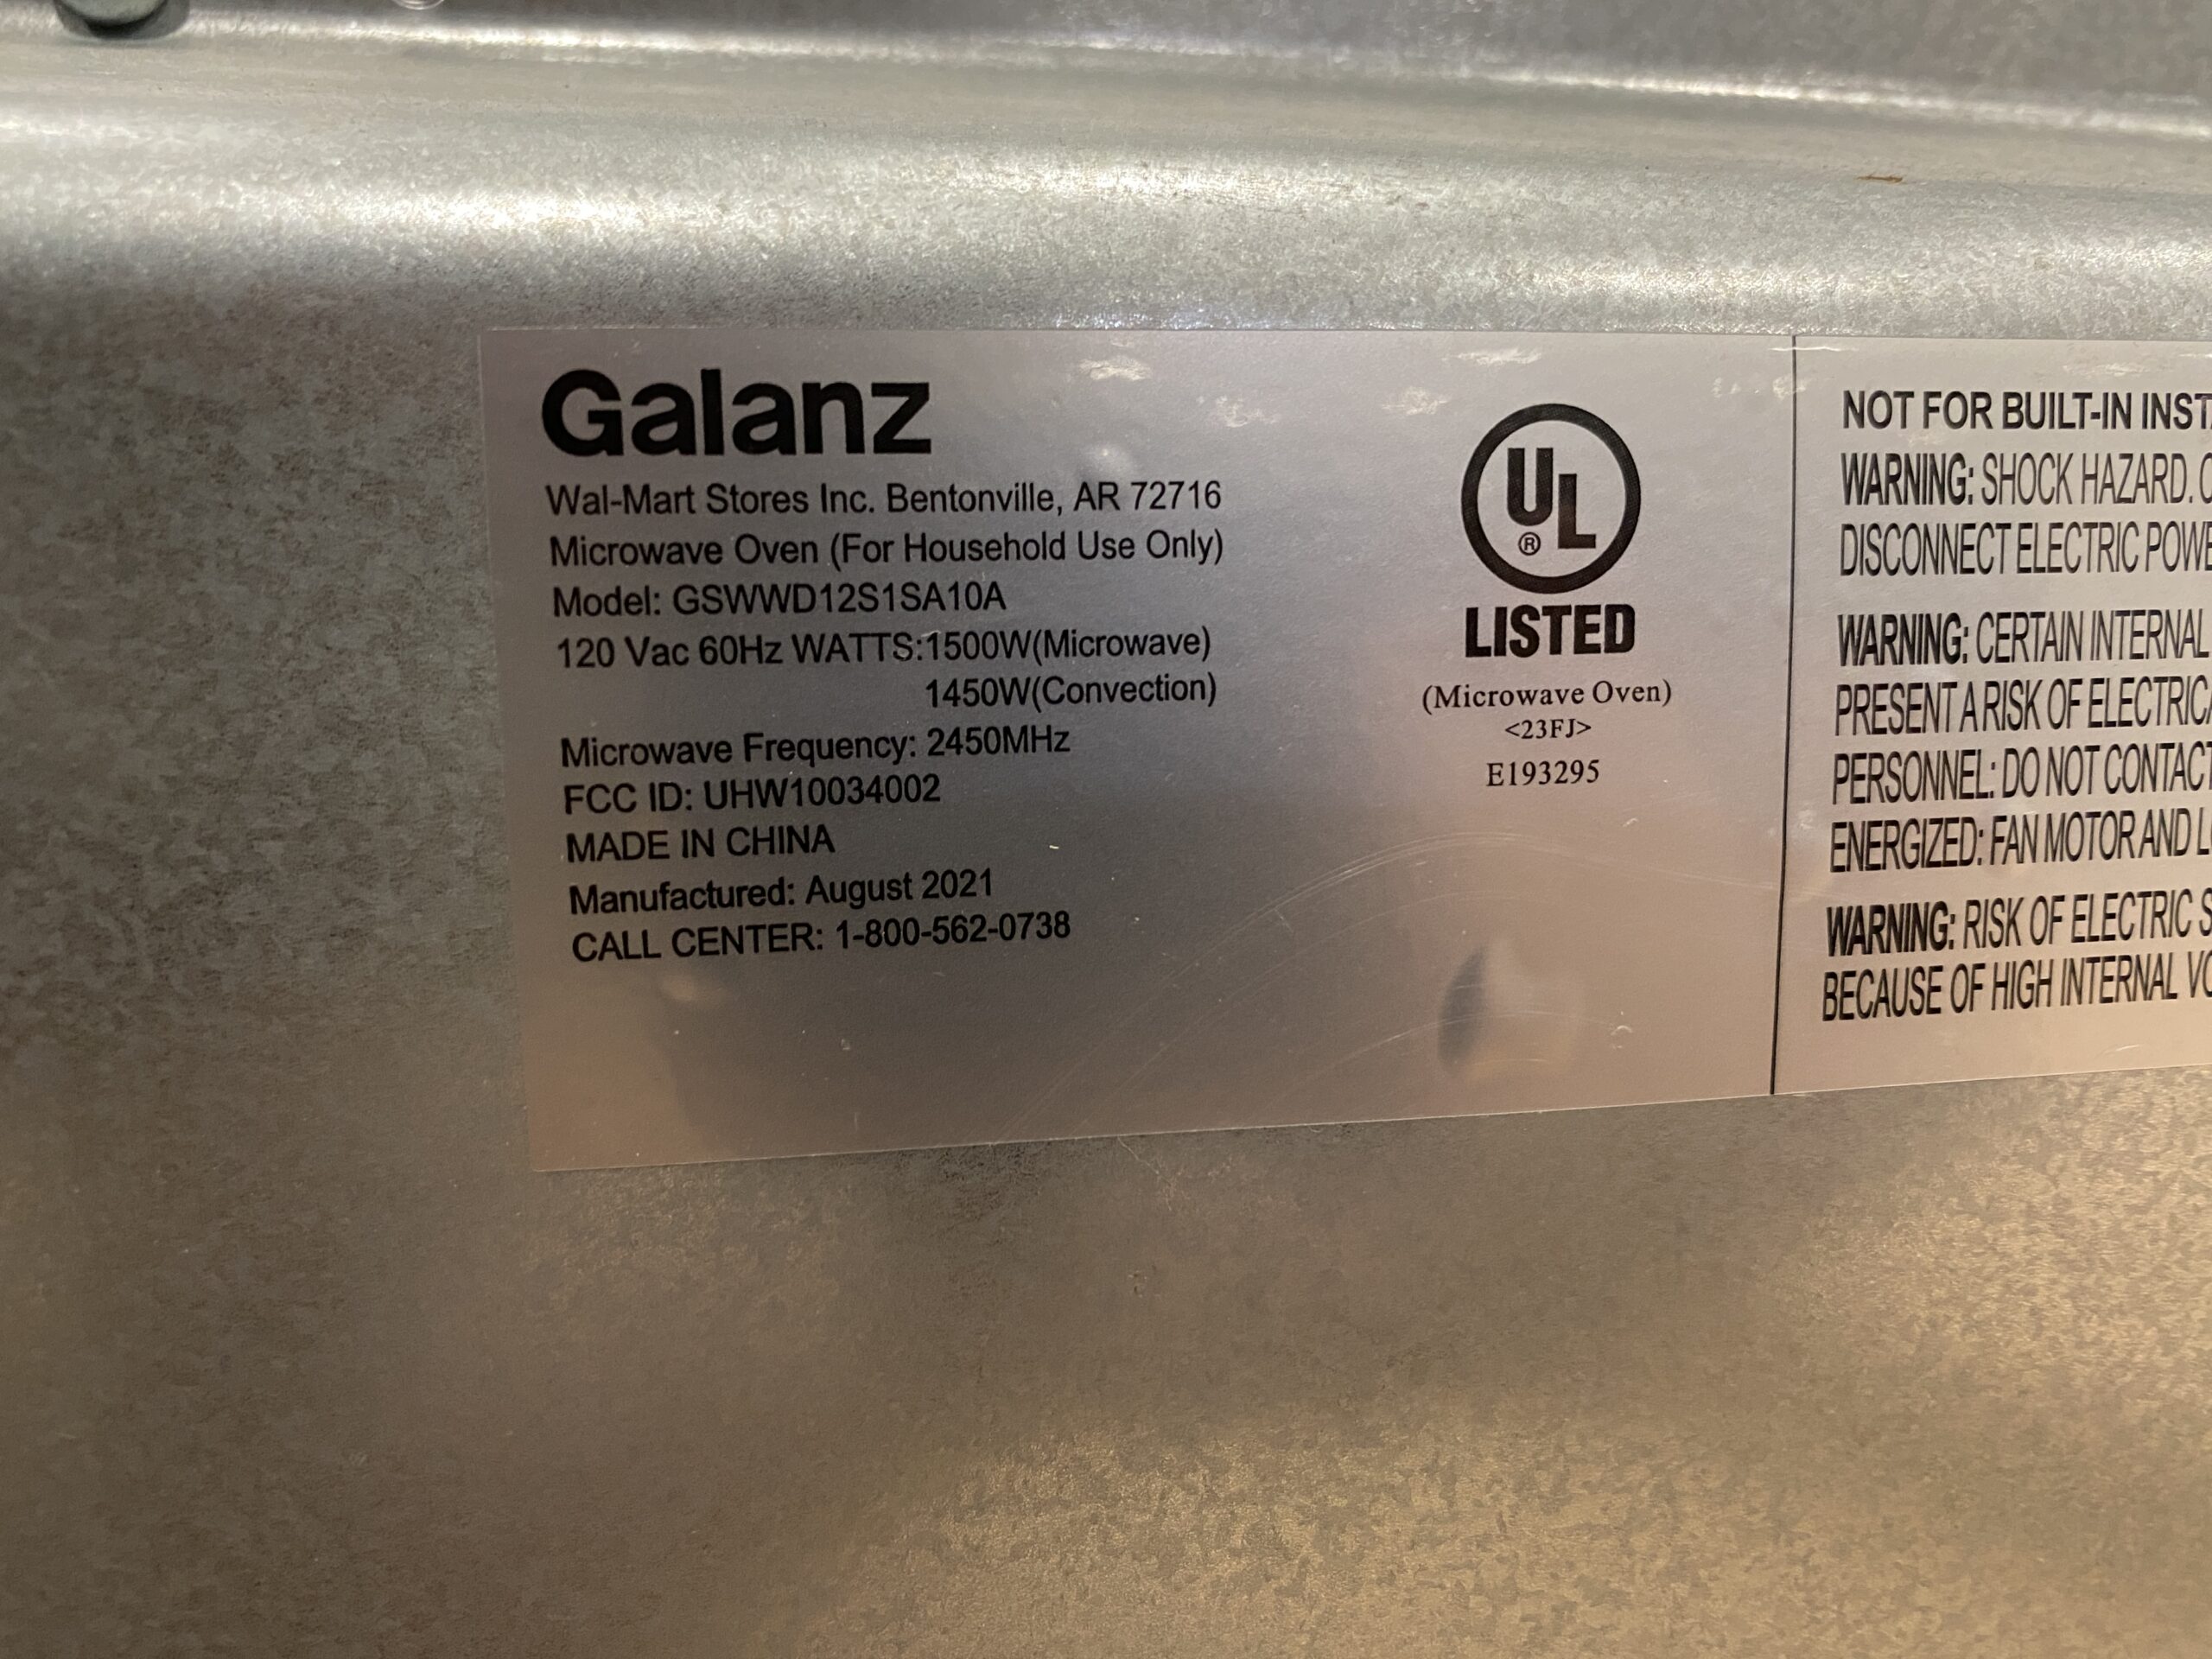 Galanz
Wal-Mart Stores Inc. Bentonville, AR 72716
Microwave Oven (For Household Use Only)
Model: GSWWD12S1SA10A
120 Vac 60Hz WATTS:1500W(Microwave)
1450W(Convection)
Microwave Frequency: 2450MHz
FCC ID: UHW10034002
MADE IN CHINA
Manufactured: August 2021
CALL CENTER: 1-800-562-0738
UL
®
LISTED
(Microwave Oven)
<23FJ>
E193295
NOT FOR BUILT-IN
WARNING: SHOCK HAZARD.
DISCONNECT ELECTRIC
WARNING: CERTAIN INTERNAL
PRESENT A RISK OF
PERSONNEL: DO NOT CONTACT
ENERGIZED: FAN MOTOR AND
WARNING: RISK OF ELECTRIC
BECAUSE OF HIGH INTERNAL